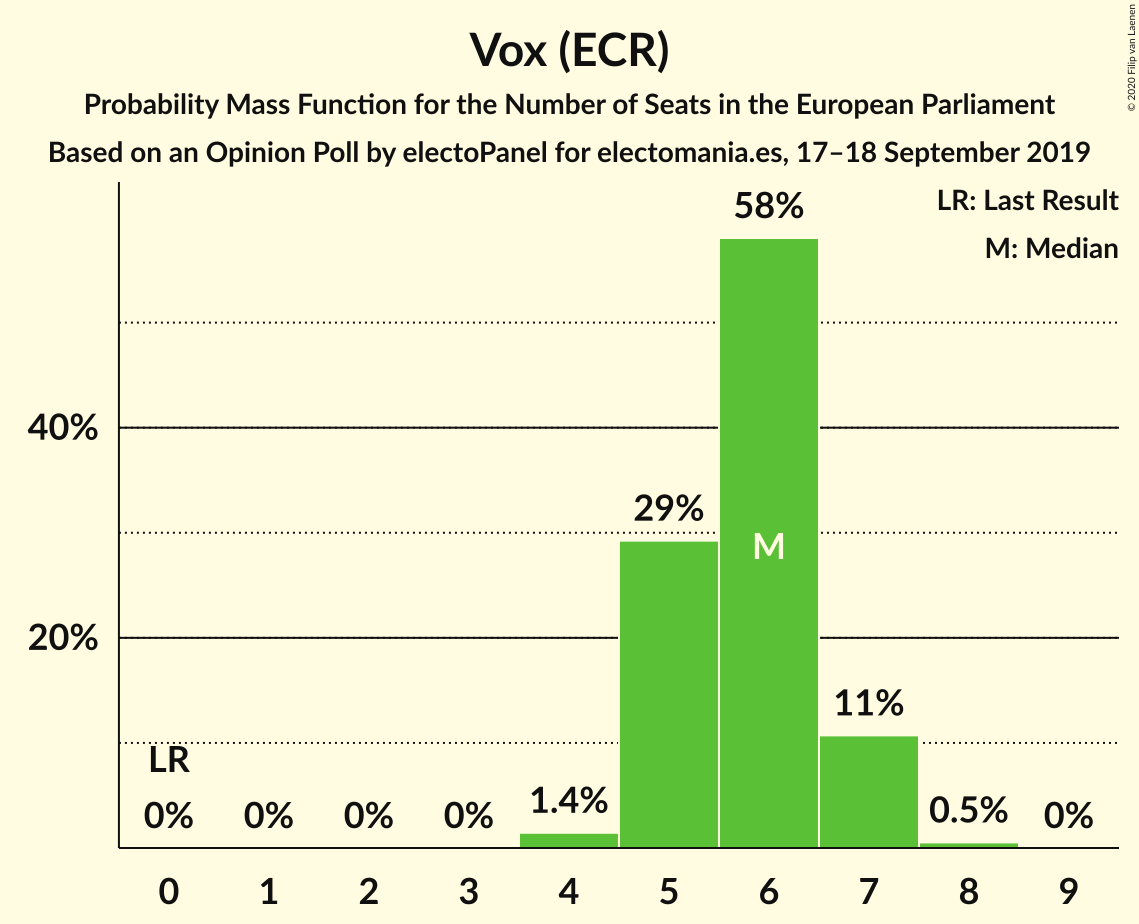 Vox (ECR)
Probability Mass Function for the Number of Seats in the European Parliament
Based on an Opinion Poll by electoPanel for electomania.es, 17–18 September 2019
© 2020 Filip van Laenen
LR: Last Result
M: Median
58%
40%
29%
M
20%
11%
LR
0% 0% 0% 0% 1.4% 0.5% 0%
0 1 2 3 4 5 6 7 8 9